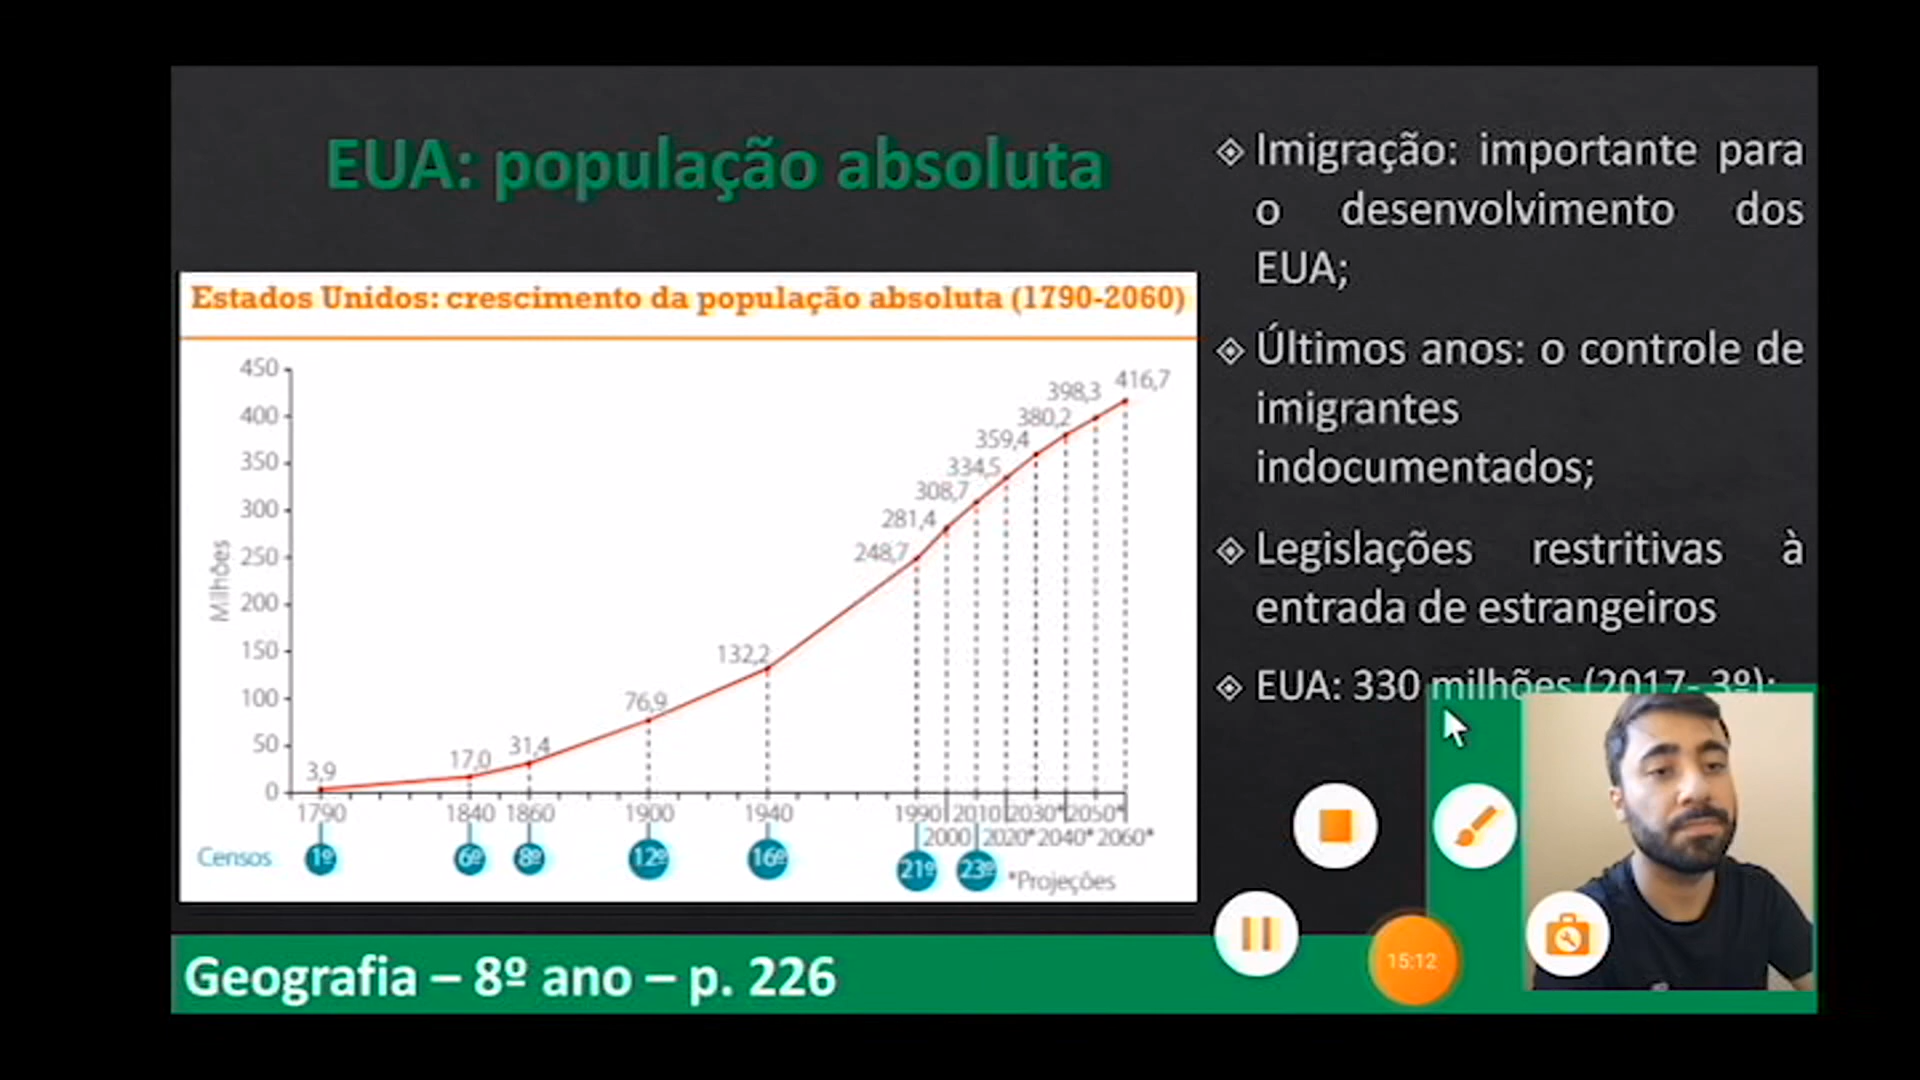 EUA: população absoluta
Estados Unidos: crescimento da população absoluta (1790-2060)
Milhões
450
400
350
300
250
200
150
100
50
0
3,9
17,0
31,4
76,9
132,2
248,7
281,4
308,7
334,5
359,4
380,2
398,3
416,7
1790 1840 1860 1900 1940 1990 2010 2030* 2050*
2000 2020* 2040* 2060*
Censos 1º 6º 8º 12º 16º 21º 23º
*Projeções
Imigração: importante para
o desenvolvimento dos
EUA;
Últimos anos: o controle de
imigrantes
indocumentados;
Legislações restritivas à
entrada de estrangeiros
EUA: 330 milhões (2017- 3º);
15:12
Geografia – 8º ano – p. 226